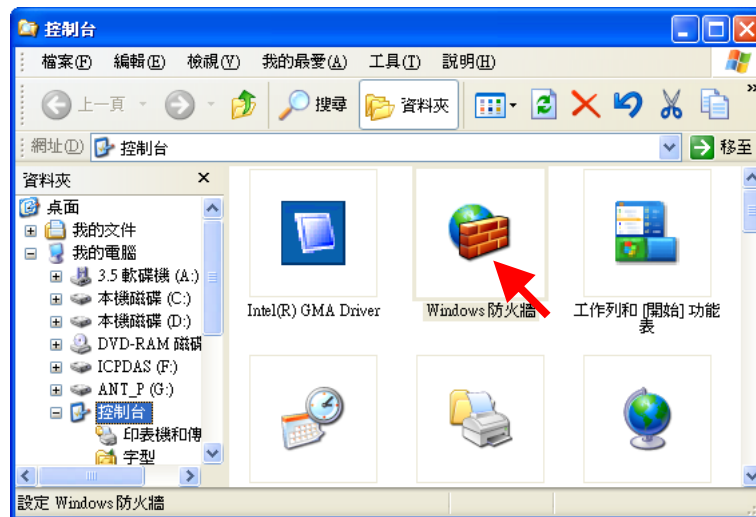 控制台
檔案(F) 編輯(E) 檢視(V) 我的最愛(A) 工具(T) 說明(H)
上一頁 搜尋 資料夾
網址(D) 控制台 移至
資料夾
桌面
我的文件
我的電腦
3.5 軟碟機 (A:)
本機磁碟 (C:)
本機磁碟 (D:)
DVD-RAM 磁碟
ICPDAS (F:)
ANT_P (G:)
控制台
印表機和傳
字型
Intel(R) GMA Driver
Windows 防火牆
工作列和 [開始] 功能
表
設定 Windows 防火牆